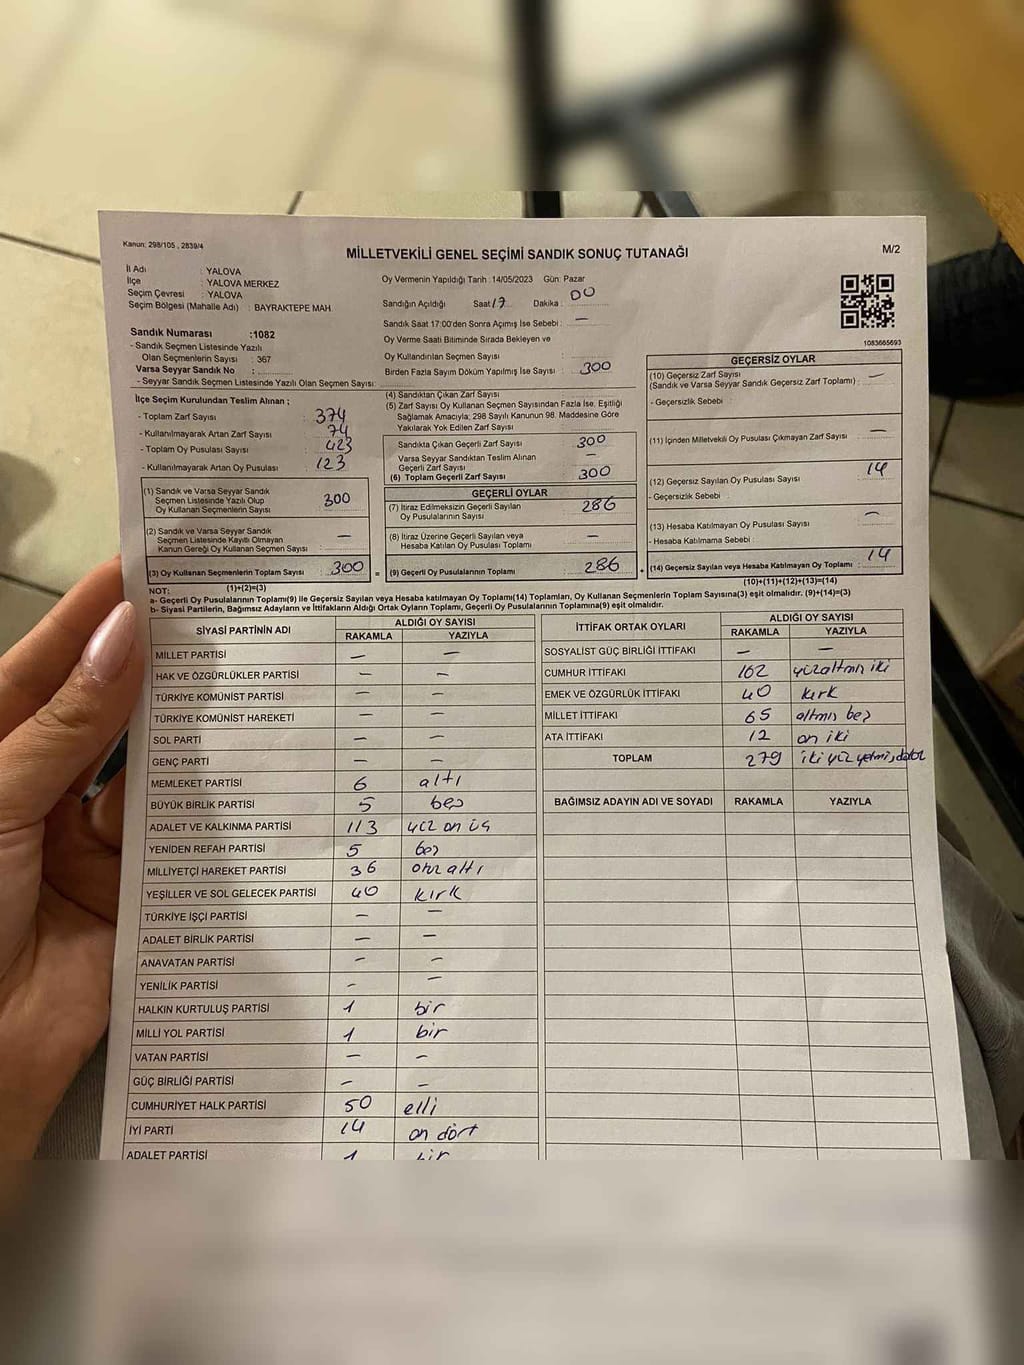 Kanun: 298/105 , 2839/4
MİLLETVEKİLİ GENEL SEÇİMİ SANDIK SONUÇ TUTANAĞI
M/2
İl Adı : YALOVA
İlçe : YALOVA MERKEZ
Seçim Çevresi : YALOVA
Seçim Bölgesi (Mahalle Adı) : BAYRAKTEPE MAH.
Sandık Numarası :1082
- Sandık Seçmen Listesinde Yazılı
Olan Seçmenlerin Sayısı : 367
Varsa Seyyar Sandık No :
- Seyyar Sandık Seçmen Listesinde Yazılı Olan Seçmen Sayısı:
Oy Vermenin Yapıldığı Tarih :14/05/2023 Gün: Pazar
Sandığın Açıldığı Saat: 17 Dakika : 00
Sandık Saat 17:00'den Sonra Açımış İse Sebebi : —
Oy Verme Saati Bitiminde Sırada Bekleyen ve
Oy Kullandırılan Seçmen Sayısı :
Birden Fazla Sayım Döküm Yapılmış İse Sayısı : 300
1083665693
İlçe Seçim Kurulundan Teslim Alınan ;
- Toplam Zarf Sayısı : 374
- Kullanılmayarak Artan Zarf Sayısı : 74
- Toplam Oy Pusulası Sayısı : 423
- Kullanılmayarak Artan Oy Pusulası : 123
(1) Sandık ve Varsa Seyyar Sandık
Seçmen Listesinde Yazılı Olup
Oy Kullanan Seçmenlerin Sayısı : 300
(2) Sandık ve Varsa Seyyar Sandık
Seçmen Listesinde Kayıtlı Olmayan
Kanun Gereği Oy Kullanan Seçmen Sayısı : —
(3) Oy Kullanan Seçmenlerin Toplam Sayısı : 300 =
(1)+(2)=(3)
(4) Sandıktan Çıkan Zarf Sayısı :
(5) Zarf Sayısı Oy Kullanan Seçmen Sayısından Fazla İse, Eşitliği
Sağlamak Amacıyla; 298 Sayılı Kanunun 98. Maddesine Göre
Yakılarak Yok Edilen Zarf Sayısı :
Sandıkta Çıkan Geçerli Zarf Sayısı : 300
Varsa Seyyar Sandıktan Teslim Alınan
Geçerli Zarf Sayısı : —
(6) Toplam Geçerli Zarf Sayısı : 300
GEÇERLİ OYLAR
(7) İtiraz Edilmeksizin Geçerli Sayılan
Oy Pusulalarının Sayısı : 286
(8) İtiraz Üzerine Geçerli Sayılan veya
Hesaba Katılan Oy Pusulası Toplamı : —
(9) Geçerli Oy Pusulalarının Toplamı : 286 +
GEÇERSİZ OYLAR
(10) Geçersiz Zarf Sayısı
(Sandık ve Varsa Seyyar Sandık Geçersiz Zarf Toplamı) : —
- Geçersizlik Sebebi :
(11) İçinden Milletvekili Oy Pusulası Çıkmayan Zarf Sayısı : —
(12) Geçersiz Sayılan Oy Pusulası Sayısı : 14
- Geçersizlik Sebebi :
(13) Hesaba Katılmayan Oy Pusulası Sayısı : —
- Hesaba Katılmama Sebebi :
(14) Geçersiz Sayılan veya Hesaba Katılmayan Oy Toplamı : 14
(10)+(11)+(12)+(13)=(14)
NOT:
a- Geçerli Oy Pusulalarının Toplamı(9) ile Geçersiz Sayılan veya Hesaba katılmayan Oy Toplamı(14) Toplamları, Oy Kullanan Seçmenlerin Toplam Sayısına(3) eşit olmalıdır. (9)+(14)=(3)
b- Siyasi Partilerin, Bağımsız Adayların ve İttifakların Aldığı Ortak Oyların Toplamı, Geçerli Oy Pusulalarının Toplamına(9) eşit olmalıdır.
SİYASİ PARTİNİN ADI ALDIĞI OY SAYISI
RAKAMLA YAZIYLA
MİLLET PARTİSİ — —
HAK VE ÖZGÜRLÜKLER PARTİSİ — —
TÜRKİYE KOMÜNİST PARTİSİ — —
TÜRKİYE KOMÜNİST HAREKETİ — —
SOL PARTİ — —
GENÇ PARTİ — —
MEMLEKET PARTİSİ 6 altı
BÜYÜK BİRLİK PARTİSİ 5 beş
ADALET VE KALKINMA PARTİSİ 113 yüz on üç
YENİDEN REFAH PARTİSİ 5 beş
MİLLİYETÇİ HAREKET PARTİSİ 36 otuz altı
YEŞİLLER VE SOL GELECEK PARTİSİ 40 kırk
TÜRKİYE İŞÇİ PARTİSİ — —
ADALET BİRLİK PARTİSİ — —
ANAVATAN PARTİSİ — —
YENİLİK PARTİSİ — —
HALKIN KURTULUŞ PARTİSİ 1 bir
MİLLİ YOL PARTİSİ 1 bir
VATAN PARTİSİ — —
GÜÇ BİRLİĞİ PARTİSİ — —
CUMHURİYET HALK PARTİSİ 50 elli
İYİ PARTİ 14 on dört
ADALET PARTİSİ 1 bir
İTTİFAK ORTAK OYLARI ALDIĞI OY SAYISI
RAKAMLA YAZIYLA
SOSYALİST GÜÇ BİRLİĞİ İTTİFAKI — —
CUMHUR İTTİFAKI 162 yüzaltmış iki
EMEK VE ÖZGÜRLÜK İTTİFAKI 40 kırk
MİLLET İTTİFAKI 65 altmış beş
ATA İTTİFAKI 12 on iki
TOPLAM 279 iki yüz yetmiş dokuz
BAĞIMSIZ ADAYIN ADI VE SOYADI RAKAMLA YAZIYLA